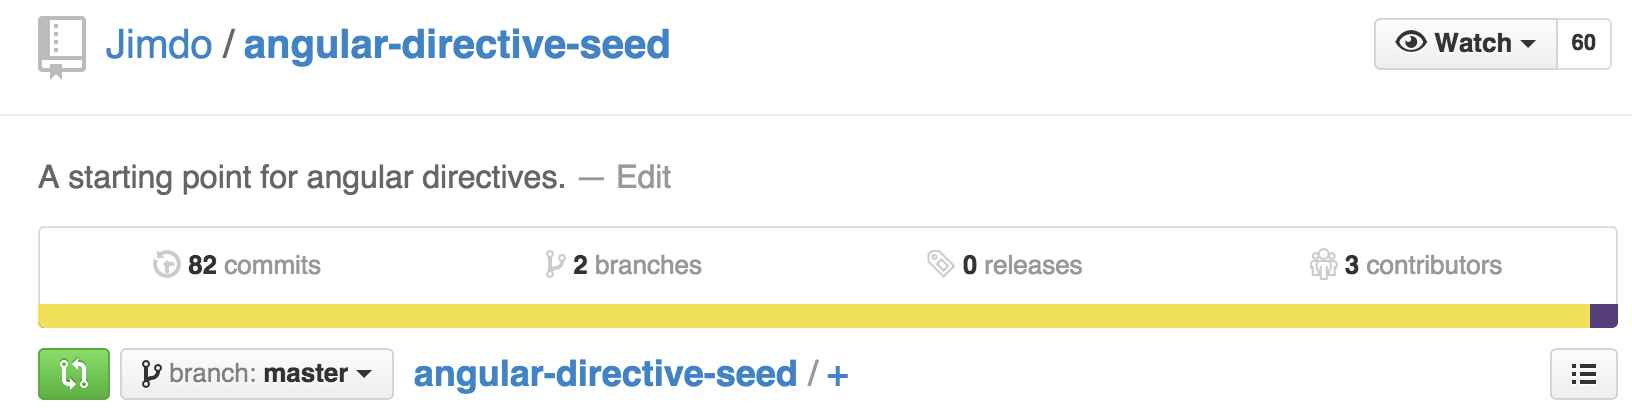 Jimdo / angular-directive-seed
Watch 60
A starting point for angular directives. — Edit
82 commits 2 branches 0 releases 3 contributors
branch: master angular-directive-seed / +